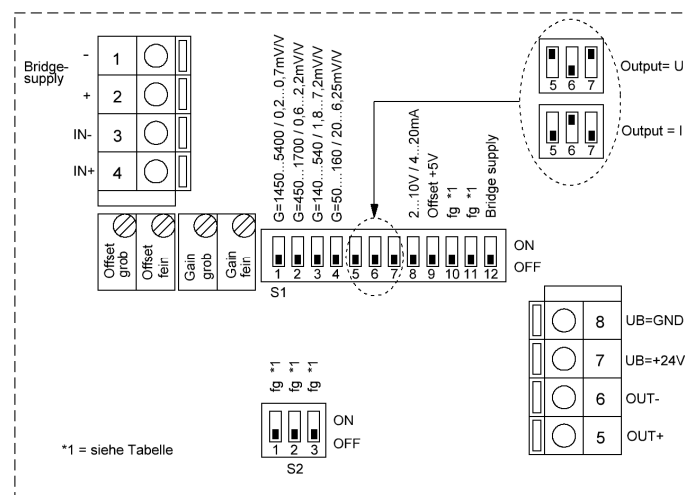 Bridge-
supply
-
+
IN-
IN+
1
2
3
4
G=1450...5400 / 0,2...0,7mV/V
G=450...1700 / 0,6...2,2mV/V
G=140...540 / 1,8...7,2mV/V
G=50...160 / 20...6,25mV/V
2...10V / 4...20mA
Offset +5V
fg *1
fg *1
Bridge supply
5 6 7
Output= U
5 6 7
Output = I
Offset
grob
Offset
fein
Gain
grob
Gain
fein
ON
OFF
1 2 3 4 5 6 7 8 9 10 11 12
S1
8 UB=GND
7 UB=+24V
6 OUT-
5 OUT+
fg *1
fg *1
fg *1
ON
OFF
1 2 3
S2
*1 = siehe Tabelle